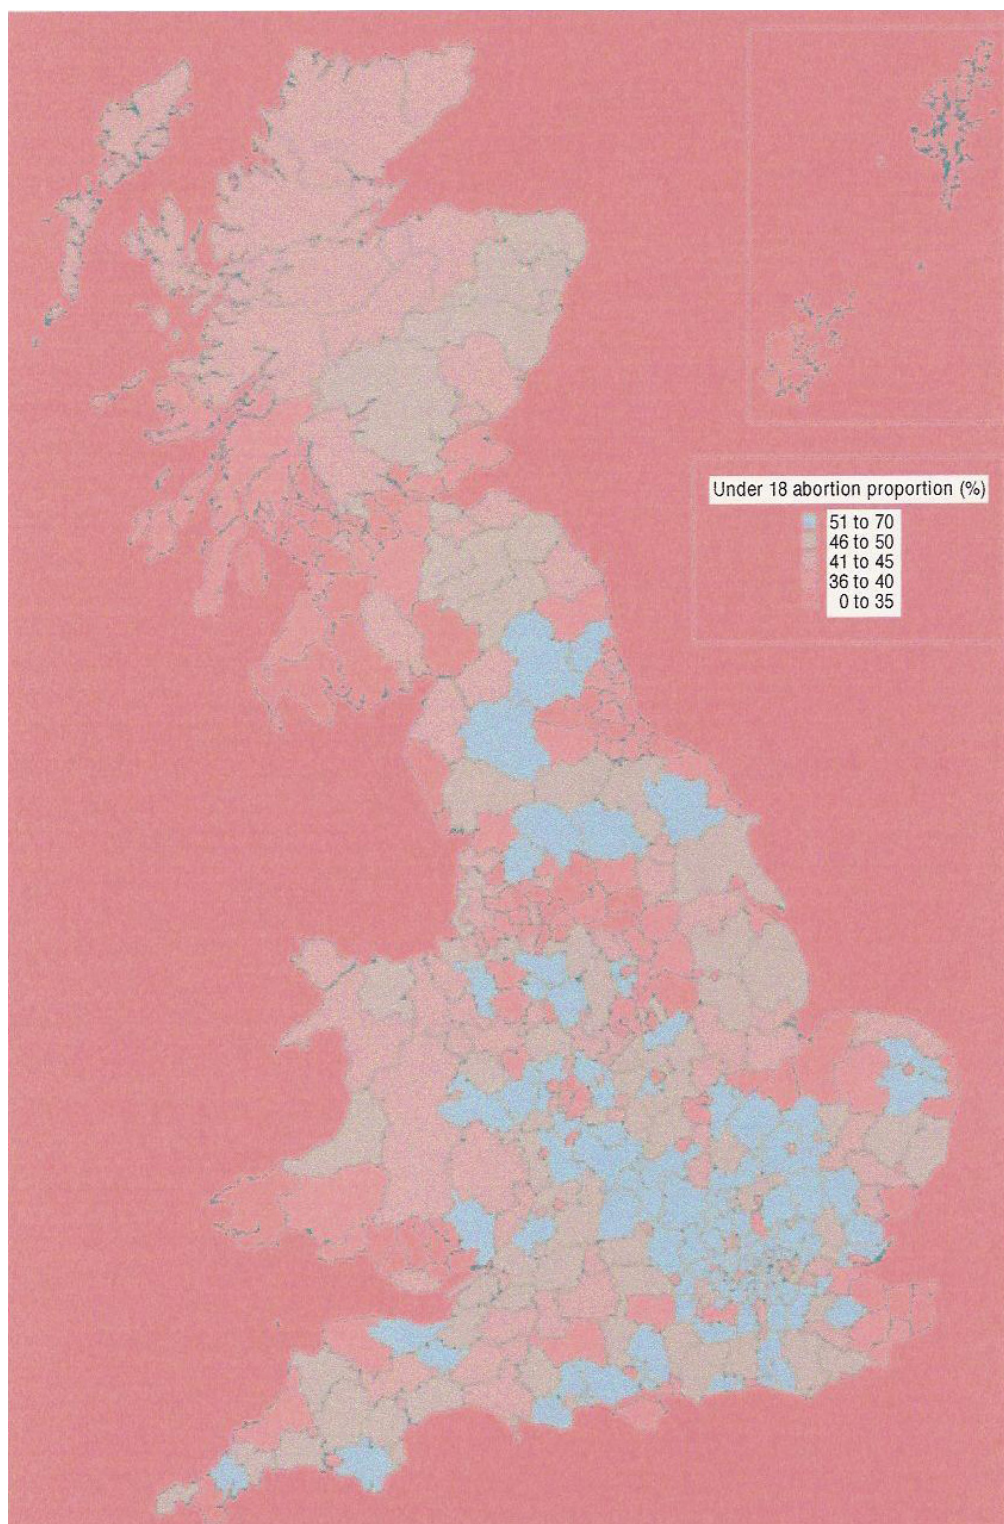 Under 18 abortion proportion (%)
51 to 70
46 to 50
41 to 45
36 to 40
0 to 35